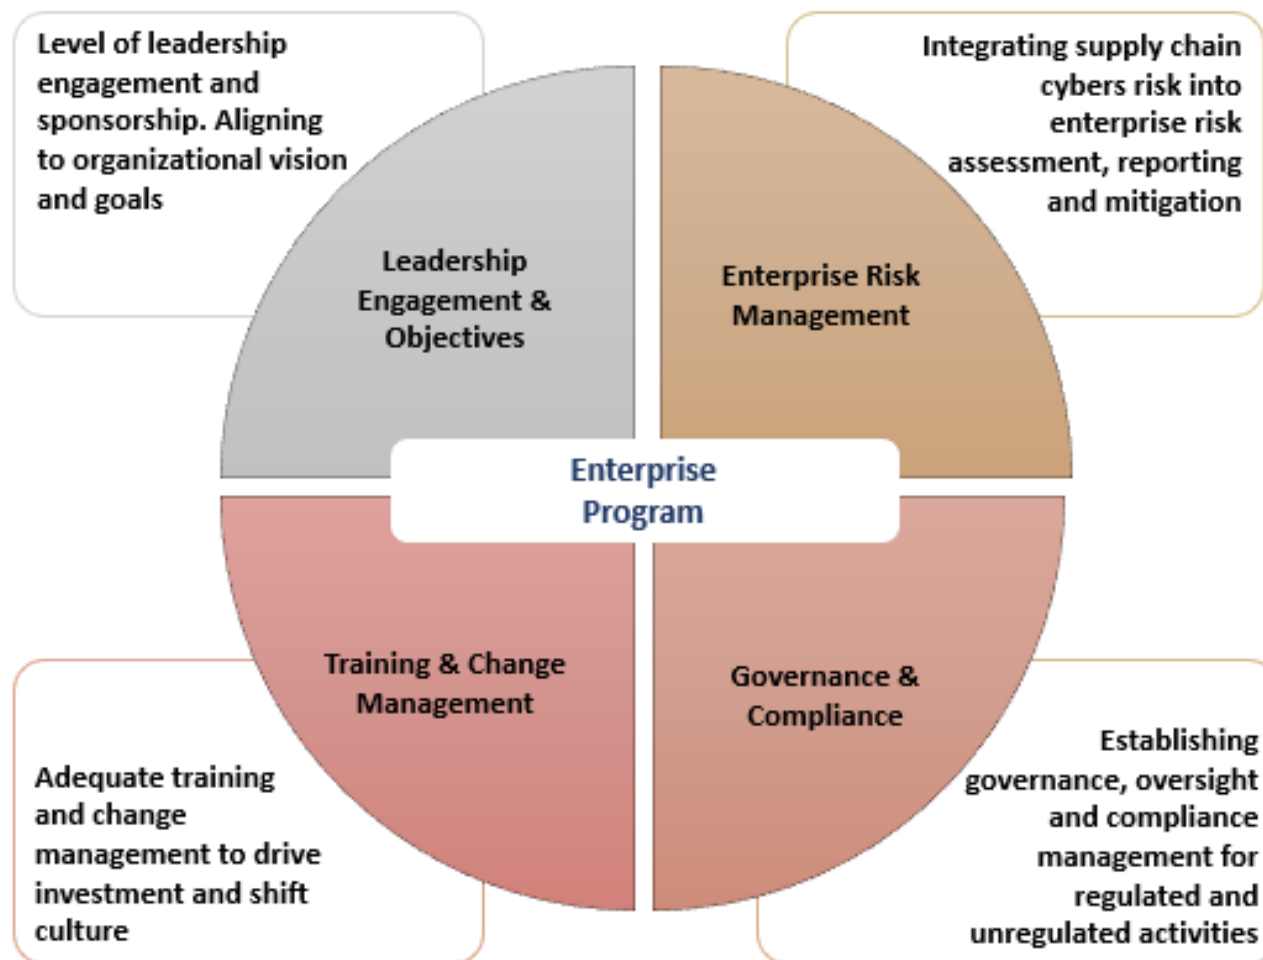 Level of leadership
engagement and
sponsorship. Aligning
to organizational vision
and goals
Integrating supply chain
cybers risk into
enterprise risk
assessment, reporting
and mitigation
Leadership
Engagement &
Objectives
Enterprise Risk
Management
Enterprise
Program
Training & Change
Management
Governance &
Compliance
Adequate training
and change
management to drive
investment and shift
culture
Establishing
governance, oversight
and compliance
management for
regulated and
unregulated activities